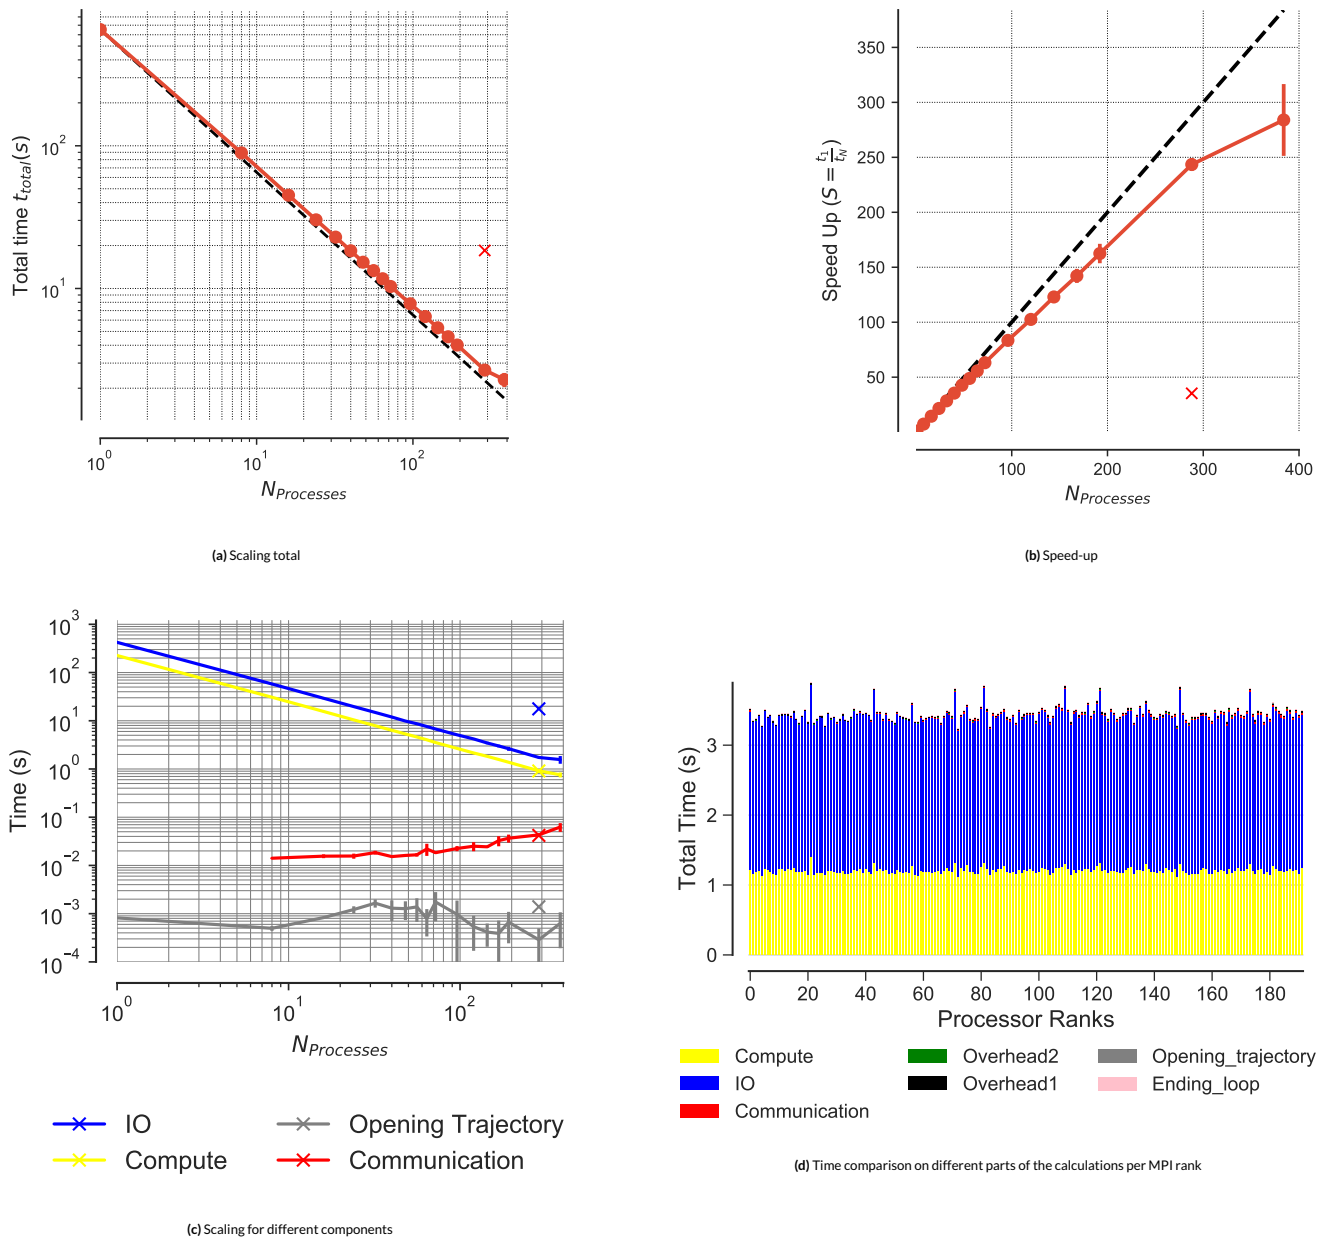 Total time t_total(s)
10^2
10^1
10^0 10^1 10^2
N_Processes
(a) Scaling total
Speed Up (S = t_1/t_N)
350
300
250
200
150
100
50
100 200 300 400
N_Processes
(b) Speed-up
Time (s)
10^3
10^2
10^1
10^0
10^−1
10^−2
10^−3
10^−4
10^0 10^1 10^2
N_Processes
IO Opening Trajectory
Compute Communication
(c) Scaling for different components
Total Time (s)
3
2
1
0
0 20 40 60 80 100 120 140 160 180
Processor Ranks
Compute Overhead2 Opening_trajectory
IO Overhead1 Ending_loop
Communication
(d) Time comparison on different parts of the calculations per MPI rank